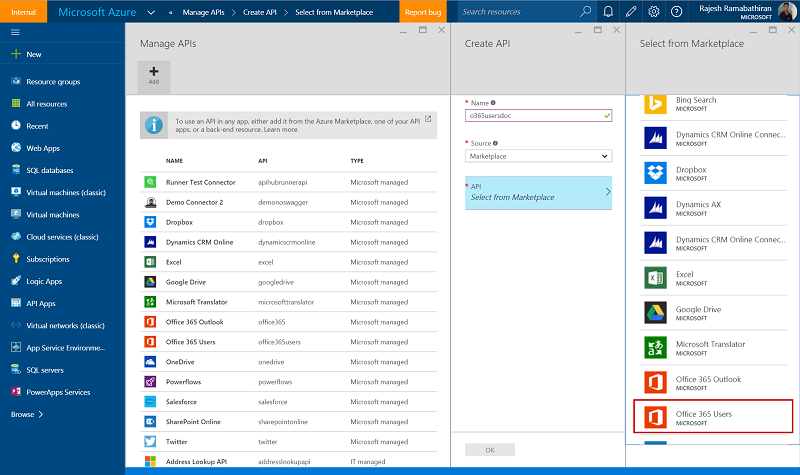 Internal
Microsoft Azure
«
Manage APIs > Create API > Select from Marketplace
Report bug
Search resources
Rajesh Ramabathiran
MICROSOFT
New
Resource groups
All resources
Recent
Web Apps
SQL databases
Virtual machines (classic)
Virtual machines
Cloud services (classic)
Subscriptions
Logic Apps
API Apps
Virtual networks (classic)
App Service Environme...
SQL servers
PowerApps Services
Browse >
Manage APIs
Add
To use an API in any app, either add it from the Azure Marketplace, one of your API
apps, or a back-end resource. Learn more.
NAME API TYPE
Runner Test Connector apihubrunnerapi Microsoft managed
Demo Connector 2 demonoswagger Microsoft managed
Dropbox dropbox Microsoft managed
Dynamics CRM Online dynamicscrmonline Microsoft managed
Excel excel Microsoft managed
Google Drive googledrive Microsoft managed
Microsoft Translator microsofttranslator Microsoft managed
Office 365 Outlook office365 Microsoft managed
Office 365 Users office365users Microsoft managed
OneDrive onedrive Microsoft managed
Powerflows powerflows Microsoft managed
Salesforce salesforce Microsoft managed
SharePoint Online sharepointonline Microsoft managed
Twitter twitter Microsoft managed
Address Lookup API addresslookupapi IT managed
Create API
* Name
o365usersdoc
* Source
Marketplace
* API
Select from Marketplace
OK
Select from Marketplace
Bing Search
MICROSOFT
Dynamics CRM Online Connec...
MICROSOFT
Dropbox
MICROSOFT
Dynamics AX
MICROSOFT
Dynamics CRM Online Connec...
MICROSOFT
Excel
MICROSOFT
Google Drive
MICROSOFT
Microsoft Translator
MICROSOFT
Office 365 Outlook
MICROSOFT
Office 365 Users
MICROSOFT